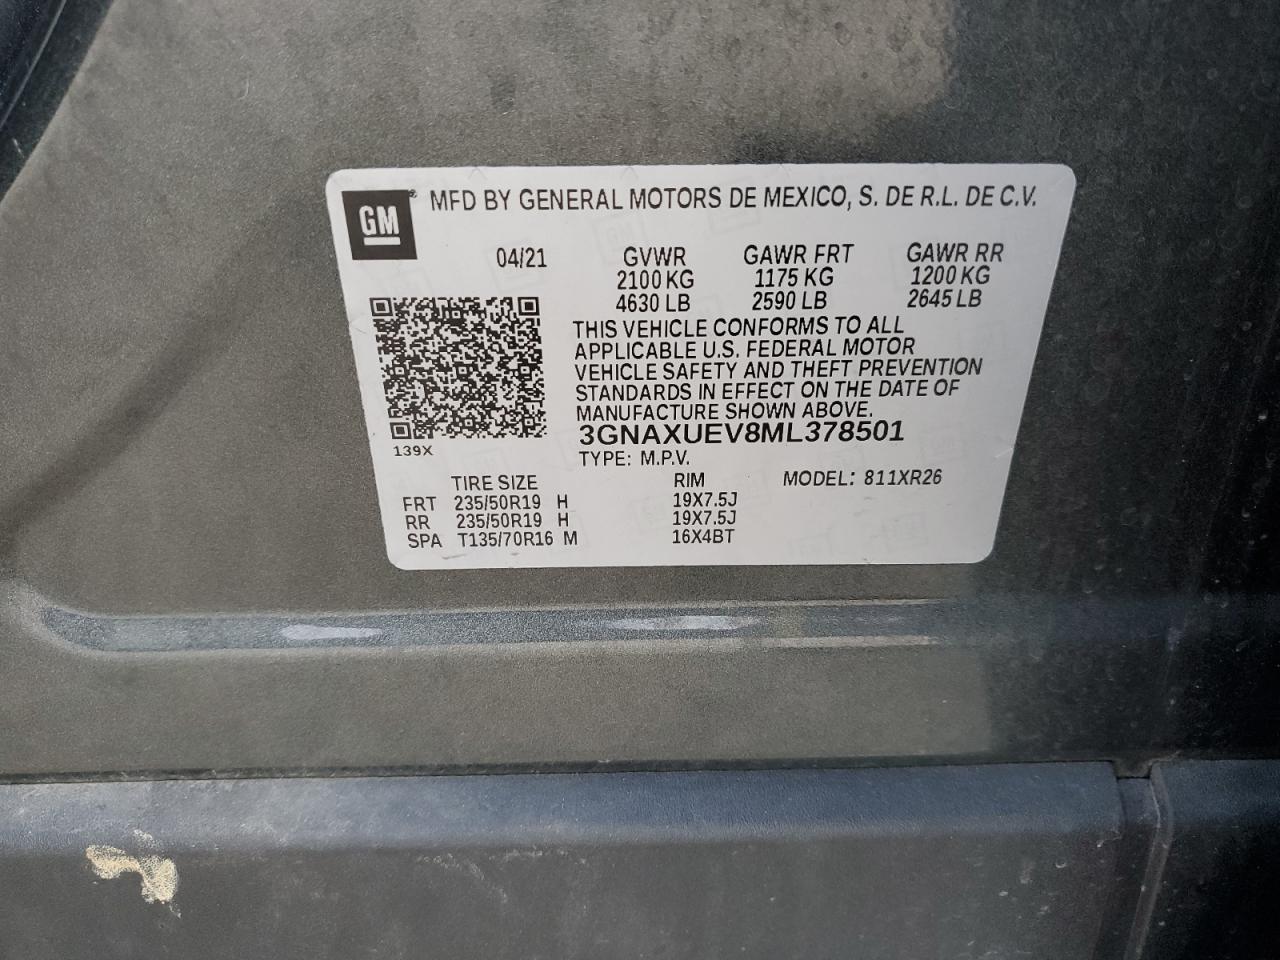 GM® MFD BY GENERAL MOTORS DE MEXICO, S. DE R.L. DE C.V.
04/21 GVWR GAWR FRT GAWR RR
2100 KG 1175 KG 1200 KG
4630 LB 2590 LB 2645 LB
THIS VEHICLE CONFORMS TO ALL
APPLICABLE U.S. FEDERAL MOTOR
VEHICLE SAFETY AND THEFT PREVENTION
STANDARDS IN EFFECT ON THE DATE OF
MANUFACTURE SHOWN ABOVE.
3GNAXUEV8ML378501
139X
TYPE: M.P.V.
TIRE SIZE RIM MODEL: 811XR26
FRT 235/50R19 H 19X7.5J
RR 235/50R19 H 19X7.5J
SPA T135/70R16 M 16X4BT